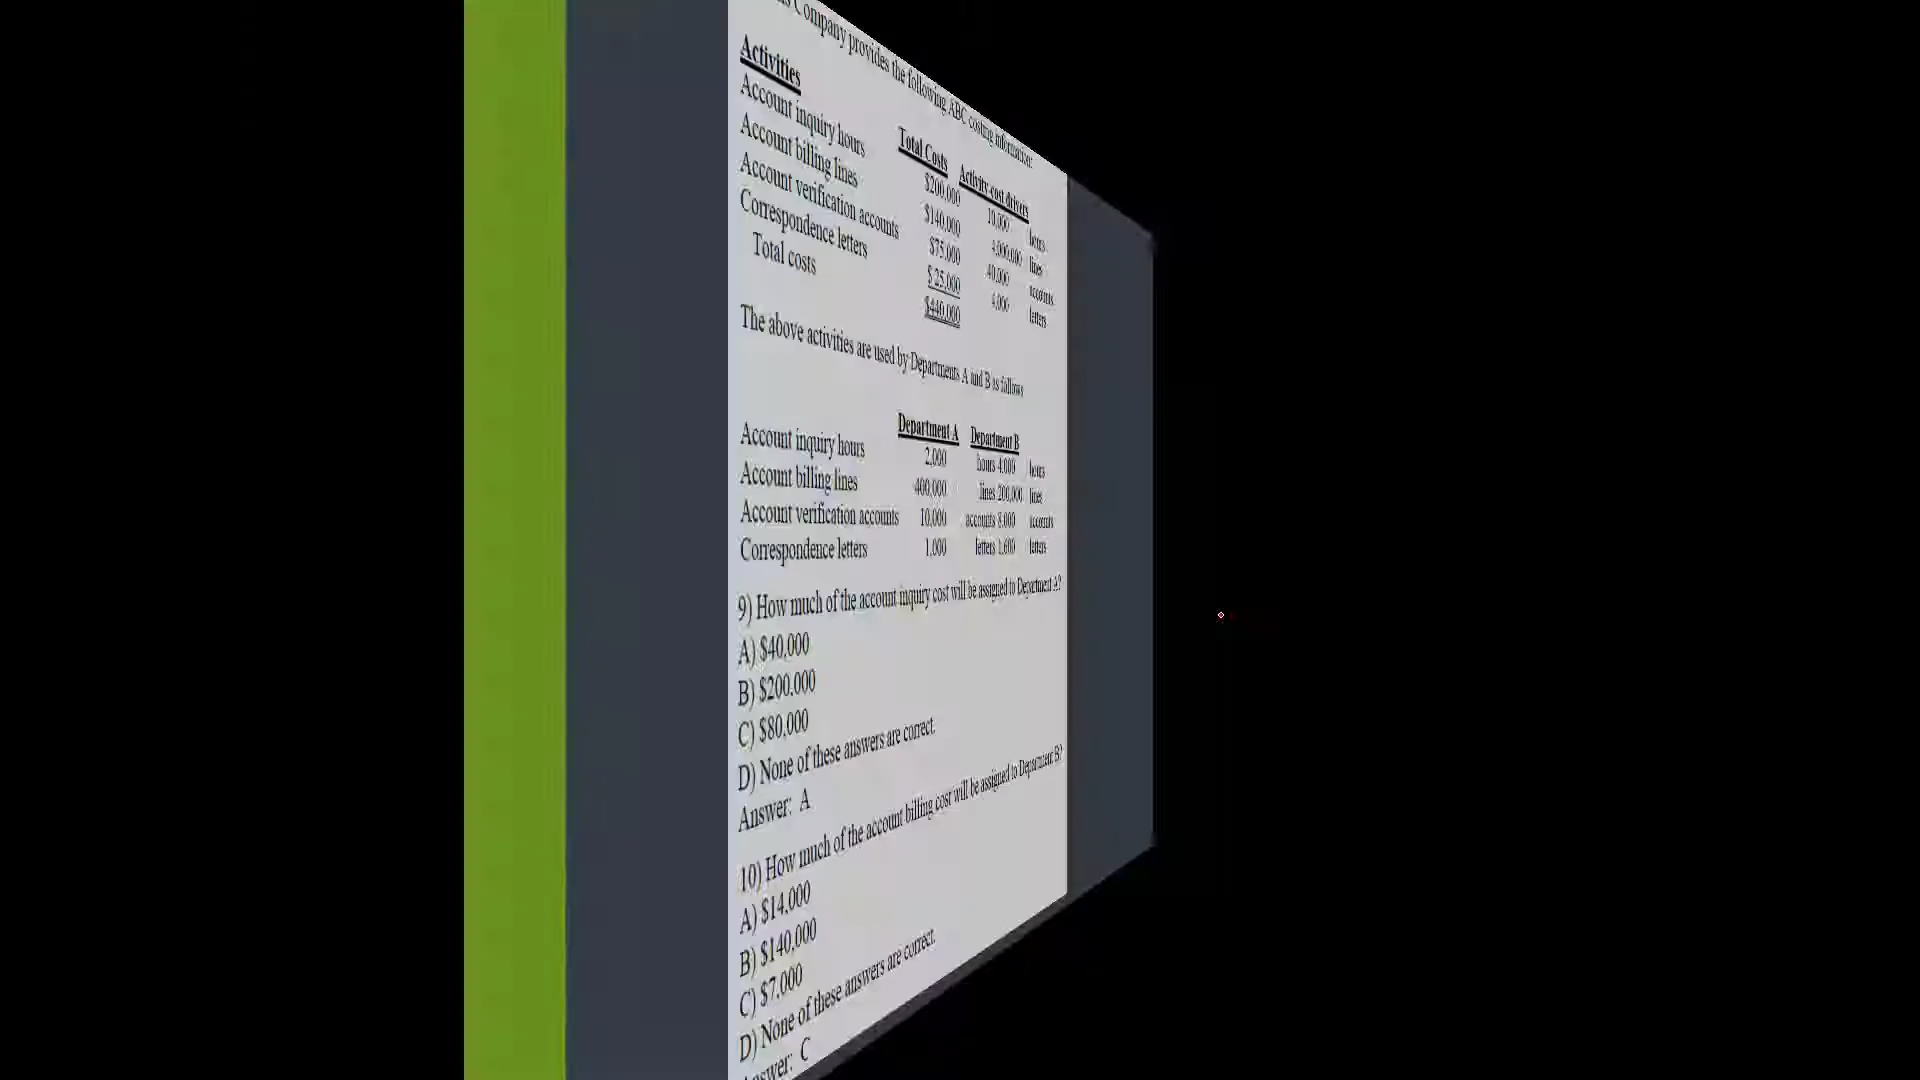 Company provides the following ABC costing information:
Activities Total Costs Activity-cost drivers
Account inquiry hours $200,000 10,000 hours
Account billing lines $140,000 4,000,000 lines
Account verification accounts $75,000 40,000 accounts
Correspondence letters $ 25,000 4,000 letters
Total costs $440,000
The above activities are used by Departments A and B as follows
Department A Department B
Account inquiry hours 2,000 hours 4,000 hours
Account billing lines 400,000 lines 200,000 lines
Account verification accounts 10,000 accounts 8,000 accounts
Correspondence letters 1,000 letters 1,600 letters
9) How much of the account inquiry cost will be assigned to Department A?
A) $40,000
B) $200,000
C) $80,000
D) None of these answers are correct.
Answer: A
10) How much of the account billing cost will be assigned to Department B?
A) $14,000
B) $140,000
C) $7,000
D) None of these answers are correct.
Answer: C